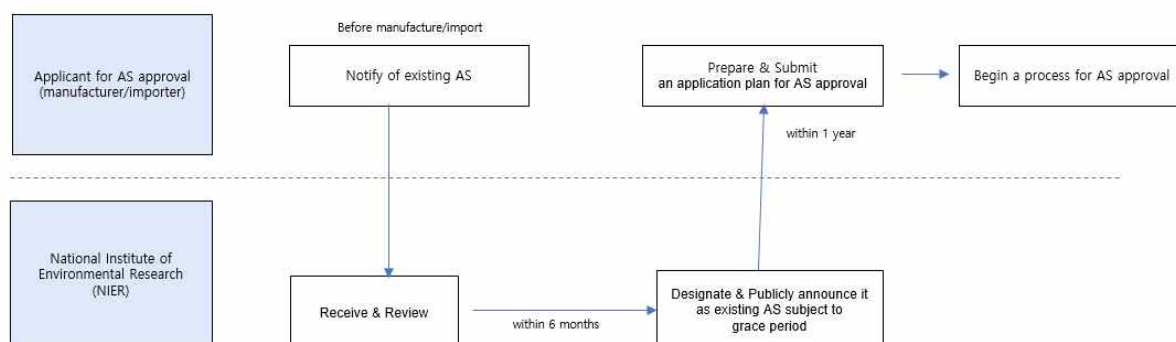 Before manufacture/import
Applicant for AS approval
(manufacturer/importer)
Notify of existing AS
Prepare & Submit
an application plan for AS approval
Begin a process for AS approval
within 1 year
National Institute of
Environmental Research
(NIER)
Receive & Review
within 6 months
Designate & Publicly announce it
as existing AS subject to
grace period